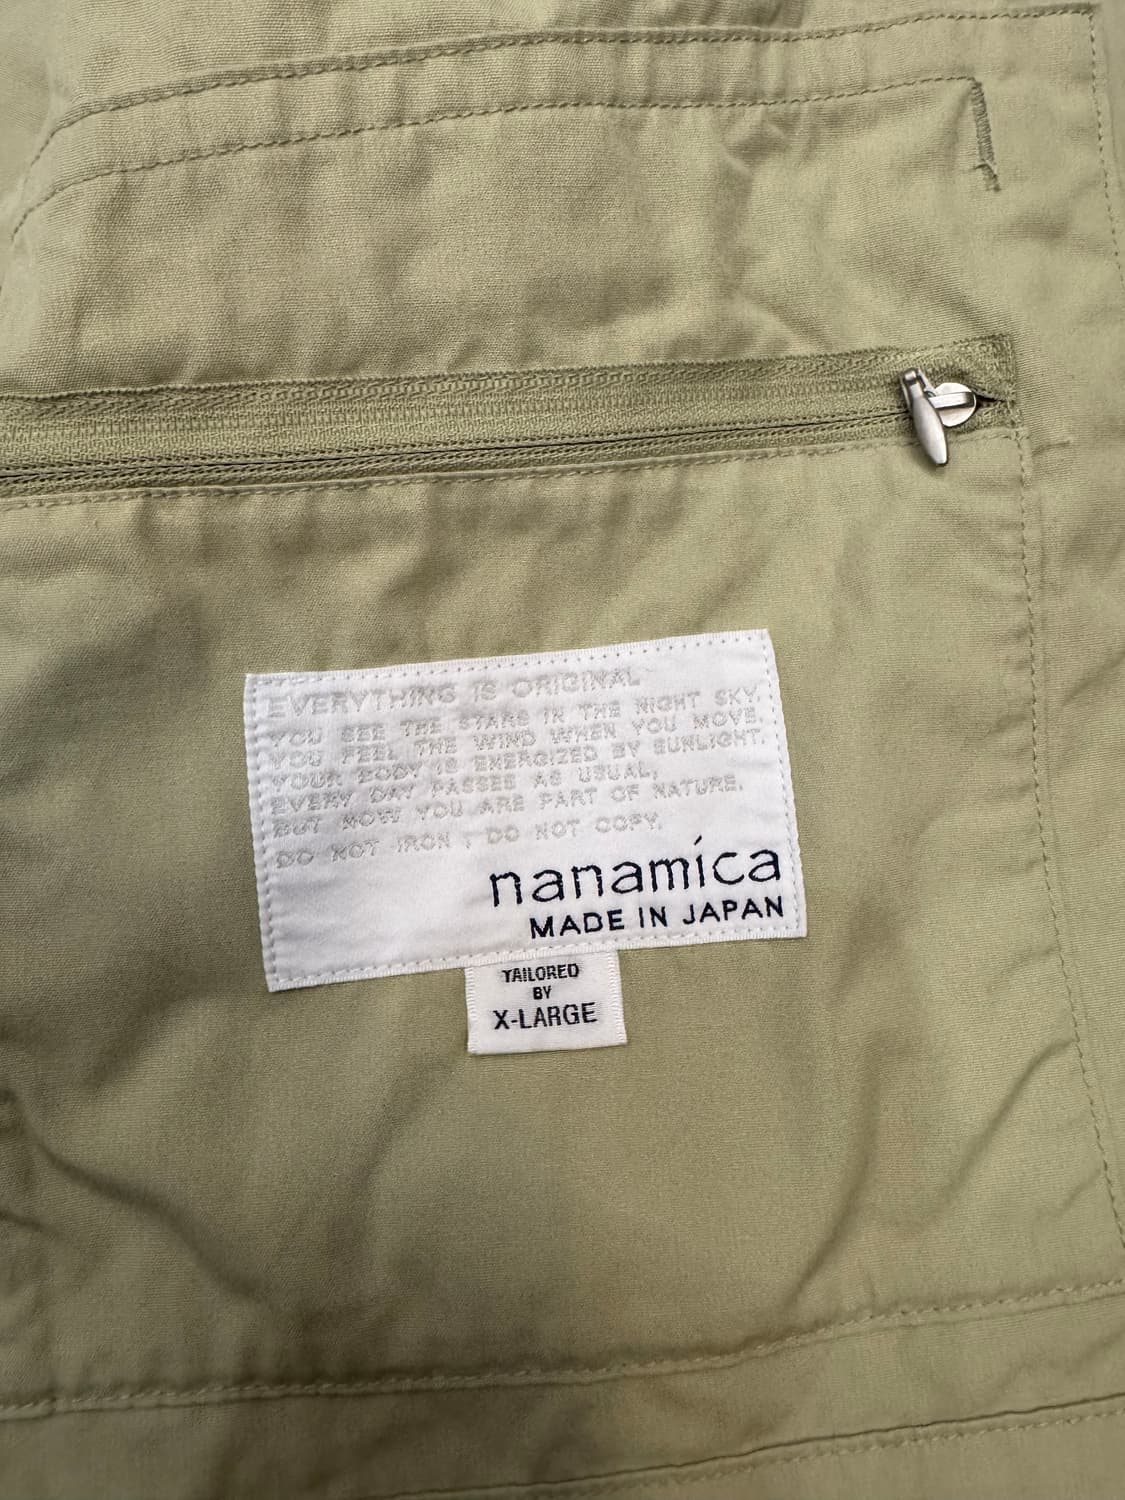 EVERYTHING IS ORIGINAL
YOU SEE THE STARS IN THE NIGHT SKY.
YOU FEEL THE WIND WHEN YOU MOVE.
YOUR BODY IS ENERGIZED BY SUNLIGHT.
EVERY DAY PASSES AS USUAL,
BUT NOW YOU ARE PART OF NATURE.
DO NOT IRON ; DO NOT COPY.
nanamíca
MADE IN JAPAN
TAILORED
BY
X-LARGE